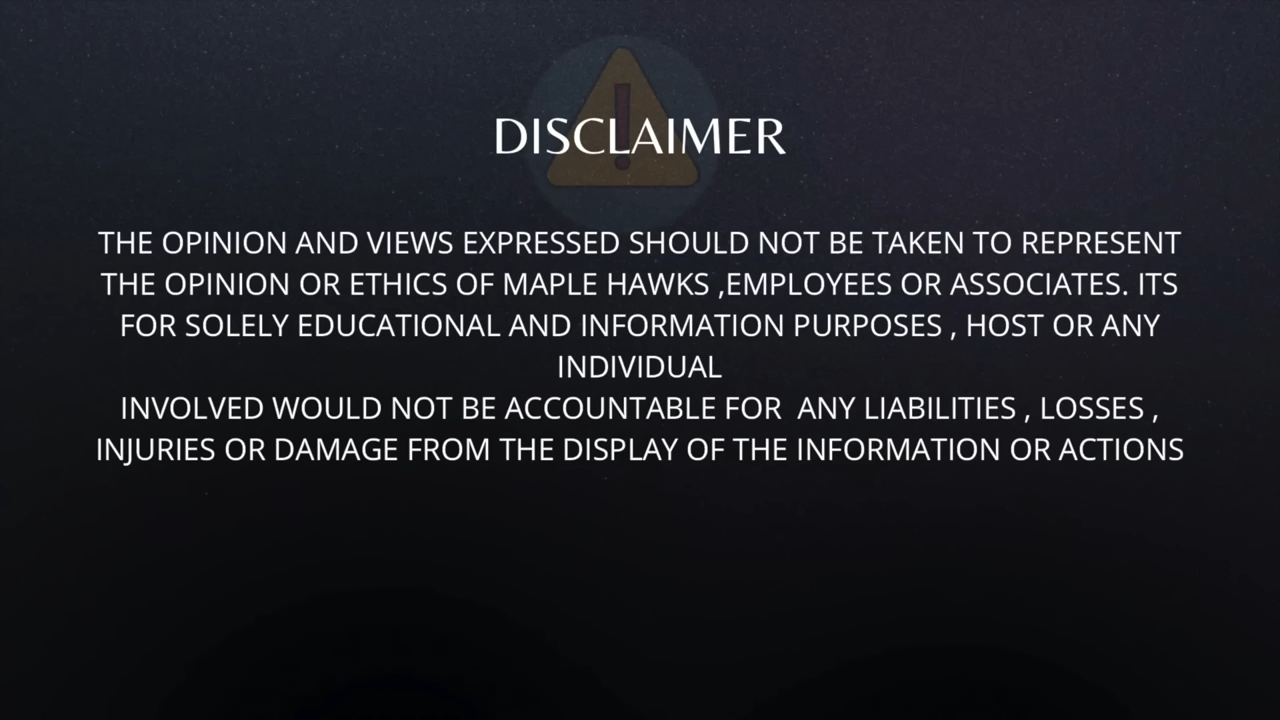 DISCLAIMER
THE OPINION AND VIEWS EXPRESSED SHOULD NOT BE TAKEN TO REPRESENT
THE OPINION OR ETHICS OF MAPLE HAWKS ,EMPLOYEES OR ASSOCIATES. ITS
FOR SOLELY EDUCATIONAL AND INFORMATION PURPOSES , HOST OR ANY
INDIVIDUAL
INVOLVED WOULD NOT BE ACCOUNTABLE FOR  ANY LIABILITIES , LOSSES ,
INJURIES OR DAMAGE FROM THE DISPLAY OF THE INFORMATION OR ACTIONS